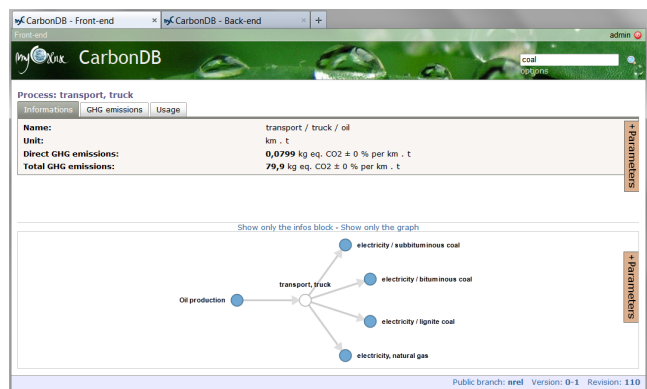 CarbonDB - Front-end × CarbonDB - Back-end × +
Front-end admin
my CarbonDB
coal
options
Process: transport, truck
Informations GHG emissions Usage
Name: transport / truck / oil
Unit: km . t
Direct GHG emissions: 0,0799 kg eq. CO2 ± 0 % per km . t
Total GHG emissions: 79,9 kg eq. CO2 ± 0 % per km . t
+ Parameters
Show only the infos block - Show only the graph
electricity / subbituminous coal
electricity / bituminous coal
transport, truck
Oil production
electricity / lignite coal
electricity, natural gas
+ Parameters
Public branch: nrel Version: 0-1 Revision: 110